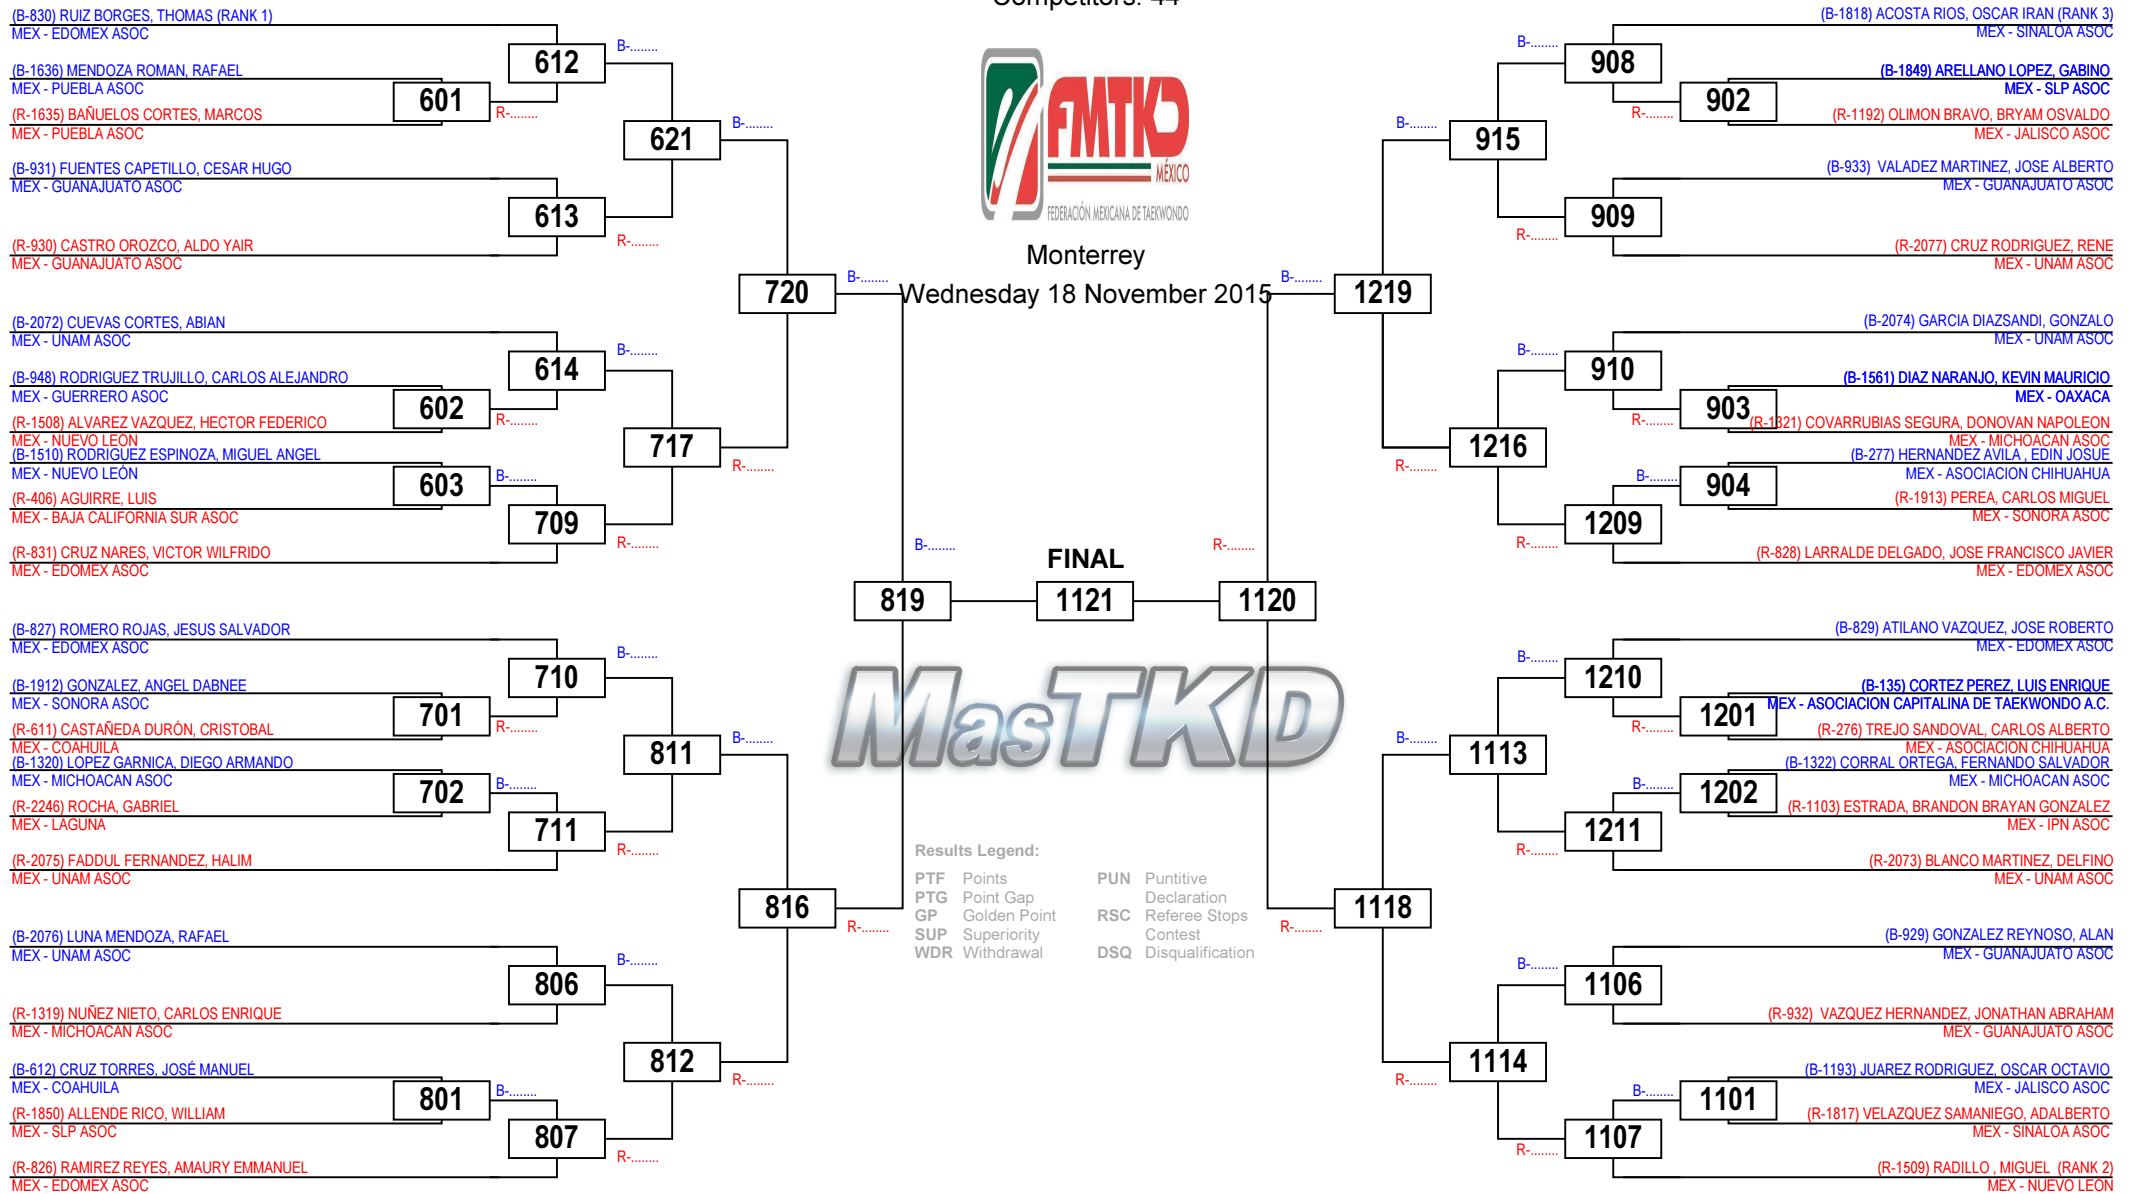 Competitors: 44
(B-830) RUIZ BORGES, THOMAS (RANK 1)
MEX - EDOMEX ASOC
612
B-........
(B-1636) MENDOZA ROMAN, RAFAEL
MEX - PUEBLA ASOC
601
R-........
(R-1635) BAÑUELOS CORTES, MARCOS
MEX - PUEBLA ASOC
621
B-........
(B-931) FUENTES CAPETILLO, CESAR HUGO
MEX - GUANAJUATO ASOC
613
R-........
(R-930) CASTRO OROZCO, ALDO YAIR
MEX - GUANAJUATO ASOC
720
B-........
(B-2072) CUEVAS CORTES, ABIAN
MEX - UNAM ASOC
614
B-........
(B-948) RODRIGUEZ TRUJILLO, CARLOS ALEJANDRO
MEX - GUERRERO ASOC
602
R-........
(R-1508) ALVAREZ VAZQUEZ, HECTOR FEDERICO
MEX - NUEVO LEÓN
717
R-........
(B-1510) RODRIGUEZ ESPINOZA, MIGUEL ANGEL
MEX - NUEVO LEÓN
603
B-........
(R-406) AGUIRRE, LUIS
MEX - BAJA CALIFORNIA SUR ASOC
709
R-........
(R-831) CRUZ NARES, VICTOR WILFRIDO
MEX - EDOMEX ASOC
B-........
819
(B-827) ROMERO ROJAS, JESUS SALVADOR
MEX - EDOMEX ASOC
710
B-........
(B-1912) GONZALEZ, ANGEL DABNEE
MEX - SONORA ASOC
701
R-........
(R-611) CASTAÑEDA DURÓN, CRISTOBAL
MEX - COAHUILA
811
B-........
(B-1320) LOPEZ GARNICA, DIEGO ARMANDO
MEX - MICHOACAN ASOC
702
B-........
(R-2246) ROCHA, GABRIEL
MEX - LAGUNA
711
R-........
(R-2075) FADDUL FERNANDEZ, HALIM
MEX - UNAM ASOC
816
R-........
(B-2076) LUNA MENDOZA, RAFAEL
MEX - UNAM ASOC
806
B-........
(R-1319) NUÑEZ NIETO, CARLOS ENRIQUE
MEX - MICHOACAN ASOC
812
R-........
(B-612) CRUZ TORRES, JOSÉ MANUEL
MEX - COAHUILA
801
B-........
(R-1850) ALLENDE RICO, WILLIAM
MEX - SLP ASOC
807
R-........
(R-826) RAMIREZ REYES, AMAURY EMMANUEL
MEX - EDOMEX ASOC
FMTKD
MÉXICO
FEDERACIÓN MEXICANA DE TAEKWONDO
Monterrey
Wednesday 18 November 2015
FINAL
1121
MasTKD
Results Legend:
PTF Points
PTG Point Gap
GP Golden Point
SUP Superiority
WDR Withdrawal
PUN Puntitive
Declaration
RSC Referee Stops
Contest
DSQ Disqualification
(B-1818) ACOSTA RIOS, OSCAR IRAN (RANK 3)
MEX - SINALOA ASOC
B-........
908
(B-1849) ARELLANO LOPEZ, GABINO
MEX - SLP ASOC
R-........
902
(R-1192) OLIMON BRAVO, BRYAM OSVALDO
MEX - JALISCO ASOC
B-........
915
(B-933) VALADEZ MARTINEZ, JOSE ALBERTO
MEX - GUANAJUATO ASOC
R-........
909
(R-2077) CRUZ RODRIGUEZ, RENE
MEX - UNAM ASOC
B-........
1219
(B-2074) GARCIA DIAZSANDI, GONZALO
MEX - UNAM ASOC
B-........
910
(B-1561) DIAZ NARANJO, KEVIN MAURICIO
MEX - OAXACA
R-........
903
(R-1321) COVARRUBIAS SEGURA, DONOVAN NAPOLEON
MEX - MICHOACAN ASOC
R-........
1216
(B-277) HERNANDEZ AVILA , EDIN JOSUE
MEX - ASOCIACION CHIHUAHUA
B-........
904
(R-1913) PEREA, CARLOS MIGUEL
MEX - SONORA ASOC
R-........
1209
(R-828) LARRALDE DELGADO, JOSE FRANCISCO JAVIER
MEX - EDOMEX ASOC
R-........
1120
(B-829) ATILANO VAZQUEZ, JOSE ROBERTO
MEX - EDOMEX ASOC
B-........
1210
(B-135) CORTEZ PEREZ, LUIS ENRIQUE
MEX - ASOCIACION CAPITALINA DE TAEKWONDO A.C.
R-........
1201
(R-276) TREJO SANDOVAL, CARLOS ALBERTO
MEX - ASOCIACION CHIHUAHUA
B-........
1113
(B-1322) CORRAL ORTEGA, FERNANDO SALVADOR
MEX - MICHOACAN ASOC
B-........
1202
(R-1103) ESTRADA, BRANDON BRAYAN GONZALEZ
MEX - IPN ASOC
R-........
1211
(R-2073) BLANCO MARTINEZ, DELFINO
MEX - UNAM ASOC
R-........
1118
(B-929) GONZALEZ REYNOSO, ALAN
MEX - GUANAJUATO ASOC
B-........
1106
(R-932) VAZQUEZ HERNANDEZ, JONATHAN ABRAHAM
MEX - GUANAJUATO ASOC
R-........
1114
(B-1193) JUAREZ RODRIGUEZ, OSCAR OCTAVIO
MEX - JALISCO ASOC
B-........
1101
(R-1817) VELAZQUEZ SAMANIEGO, ADALBERTO
MEX - SINALOA ASOC
R-........
1107
(R-1509) RADILLO , MIGUEL (RANK 2)
MEX - NUEVO LEÓN